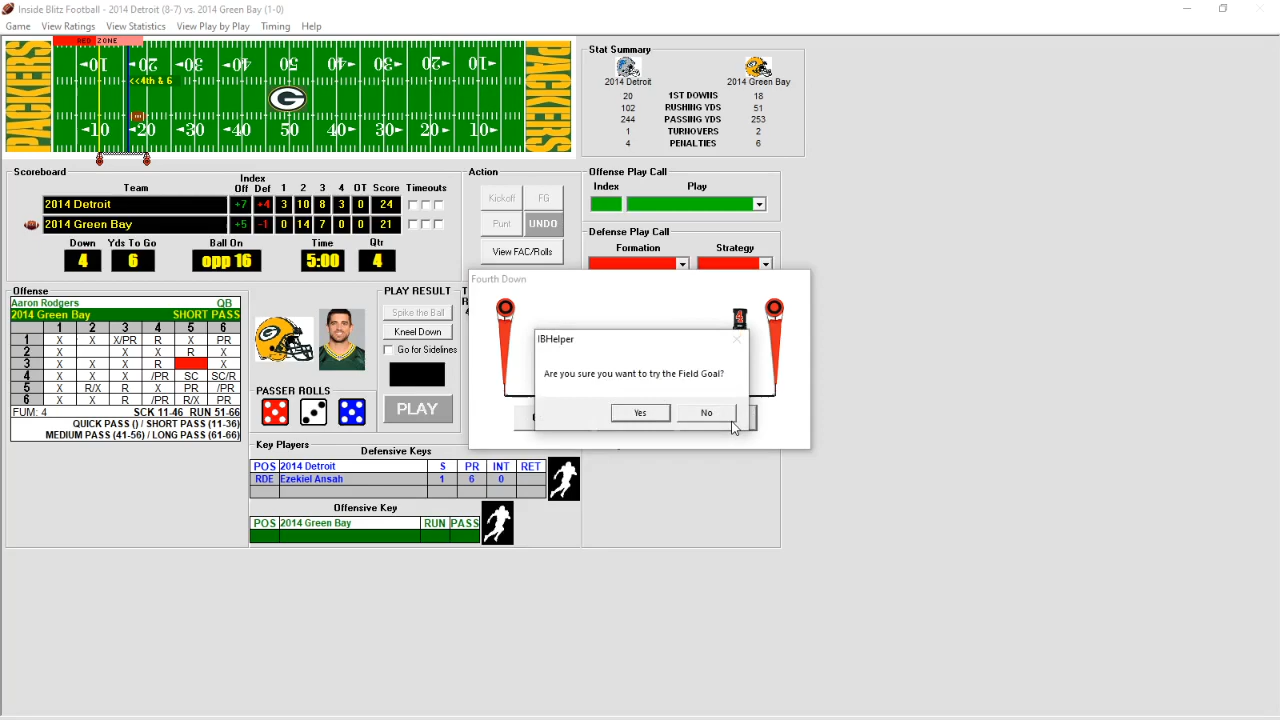 Inside Blitz Football - 2014 Detroit (8-7) vs. 2014 Green Bay (1-0)
Game View Ratings View Statistics View Play by Play Timing Help
RED ZONE
PACKERS
◄10 ◄20 ◄30 ◄40 50 40► 30► 20► 10►
<<4th & 6
G
◄10 ◄20 ◄30 ◄40 50 40► 30► 20► 10►
PACKERS
Stat Summary
2014 Detroit 2014 Green Bay
20 1ST DOWNS 18
102 RUSHING YDS 51
244 PASSING YDS 253
1 TURNOVERS 2
4 PENALTIES 6
Scoreboard
Team Index Off Def 1 2 3 4 OT Score Timeouts
2014 Detroit +7 +4 3 10 8 3 0 24
2014 Green Bay +5 -1 0 14 7 0 0 21
Down Yds To Go Ball On Time Qtr
4 6 opp 16 5:00 4
Action
Kickoff FG
Punt UNDO
View FAC/Rolls
Offense Play Call
Index Play
Defense Play Call
Formation Strategy
Offense
Aaron Rodgers QB
2014 Green Bay SHORT PASS
1 2 3 4 5 6
1 X X X/PR R X PR
2 X X X R X
3 X X X R X
4 X X X /PR SC SC/R
5 X R/X R X PR /PR
6 X X R /PR R/X PR
FUM: 4 SCK 11-46 RUN 51-66
QUICK PASS () / SHORT PASS (11-36)
MEDIUM PASS (41-56) / LONG PASS (61-66)
PASSER ROLLS
PLAY RESULT
Spike the Ball
Kneel Down
Go for Sidelines
PLAY
Key Players
Defensive Keys
POS 2014 Detroit S PR INT RET
RDE Ezekiel Ansah 1 6 0
Offensive Key
POS 2014 Green Bay RUN PASS
Fourth Down
4
IBHelper
Are you sure you want to try the Field Goal?
Yes No